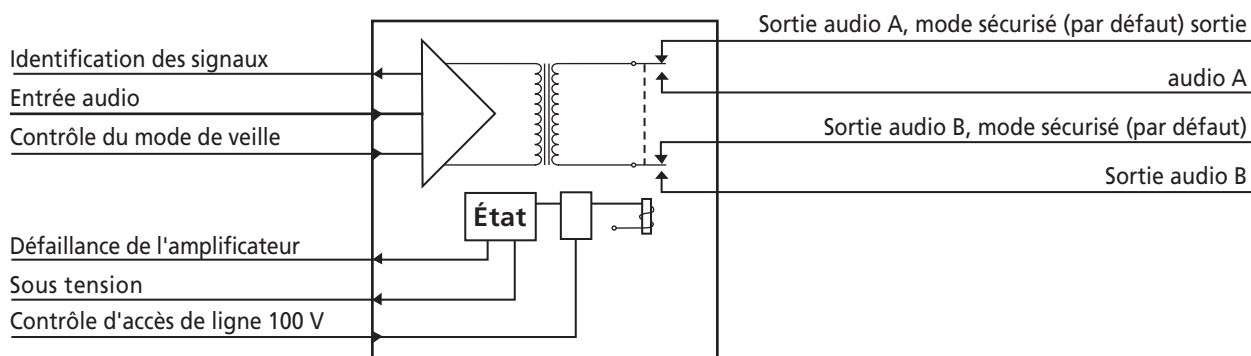 Identification des signaux
Entrée audio
Contrôle du mode de veille
Défaillance de l'amplificateur
Sous tension
Contrôle d'accès de ligne 100 V
État
Sortie audio A, mode sécurisé (par défaut) sortie
audio A
Sortie audio B, mode sécurisé (par défaut)
Sortie audio B